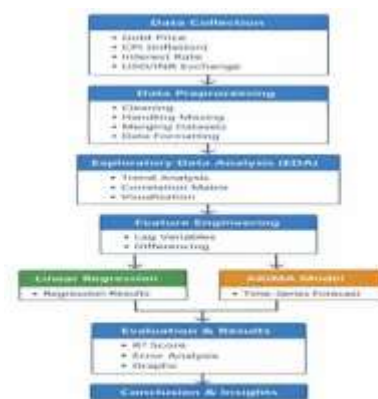 Data Collection
• Gold Price
• CPI (Inflation)
• Interest Rate
• USD/INR Exchange
Data Preprocessing
• Cleaning
• Handling Missing
• Merging Datasets
• Data Formatting
Exploratory Data Analysis (EDA)
• Trend Analysis
• Correlation Matrix
• Visualization
Feature Engineering
• Lag Variables
• Differencing
Linear Regression
• Regression Results
ARIMA Model
• Time-Series Forecast
Evaluation & Results
• R² Score
• Error Analysis
• Graphs
Conclusion & Insights